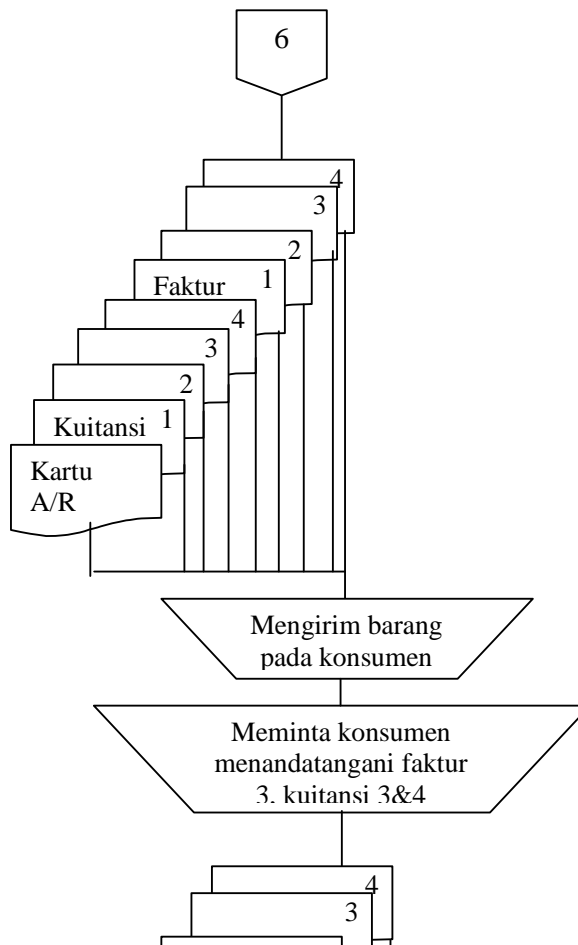 6
4
3
2
Faktur 1
4
3
2
Kuitansi 1
Kartu
A/R
Mengirim barang
pada konsumen
Meminta konsumen
menandatangani faktur
3, kuitansi 3&4
4
3